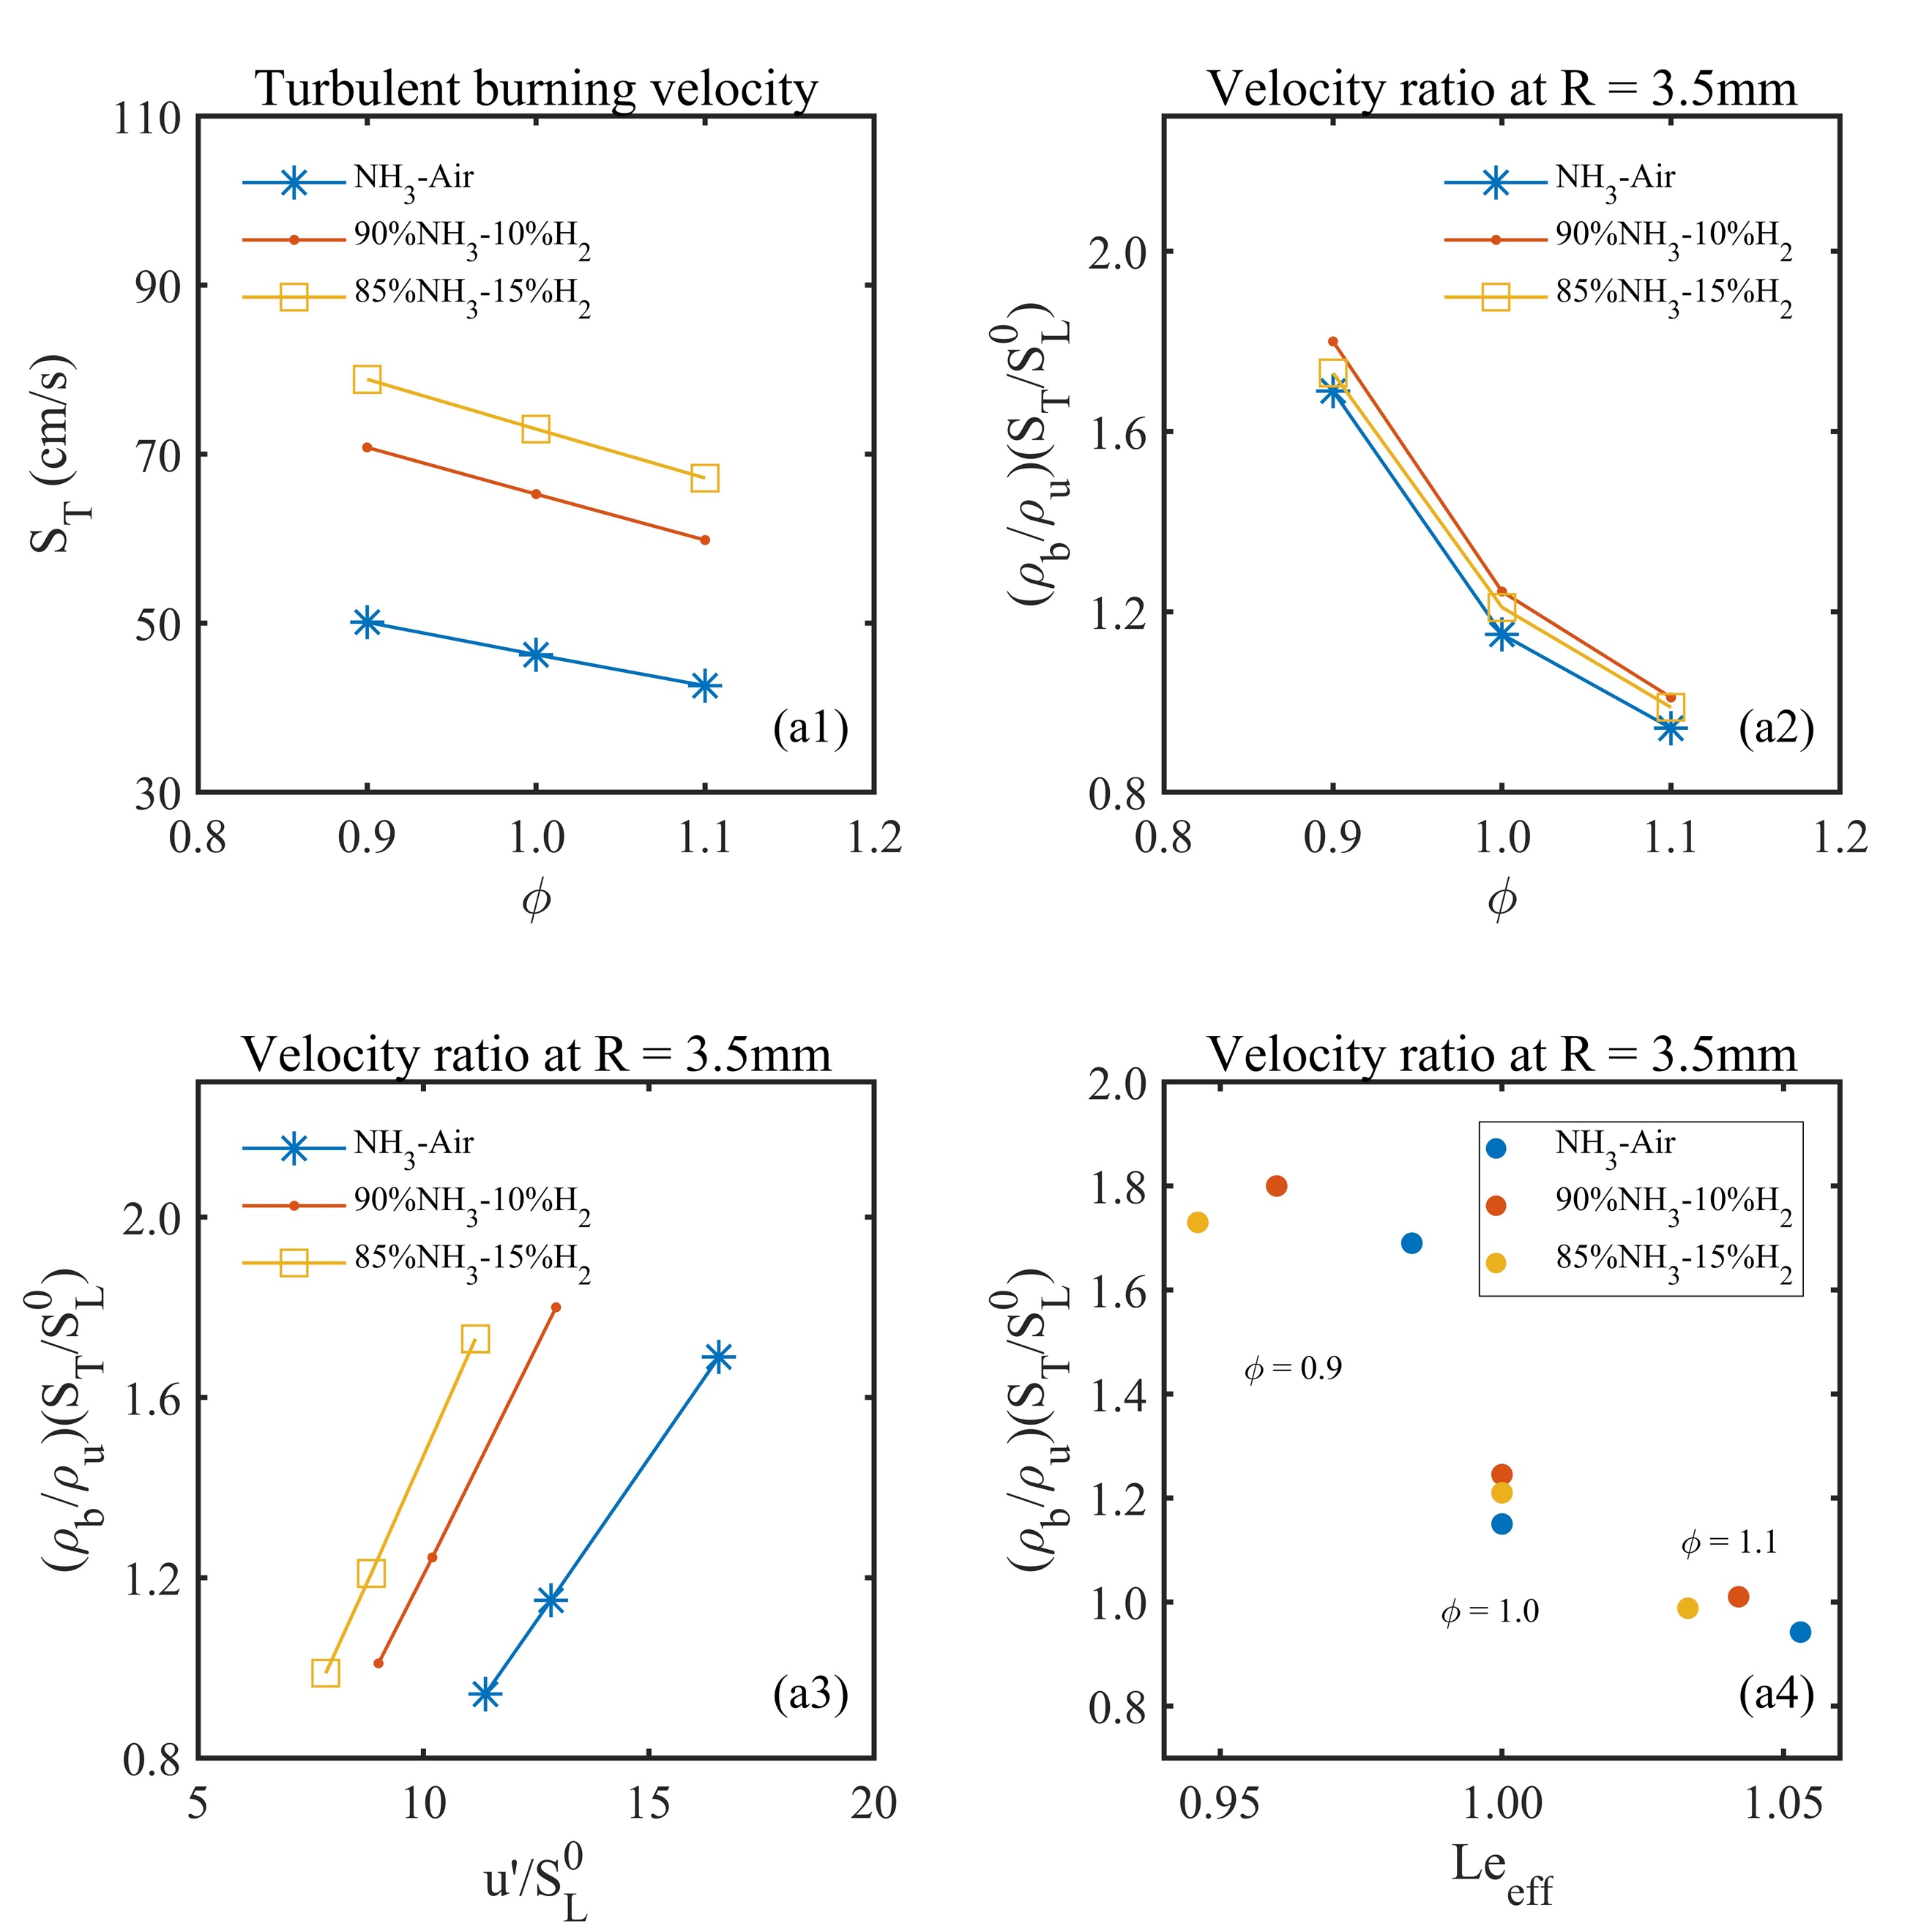 Turbulent burning velocity
110
90
70
50
30
S_T (cm/s)
NH_3-Air
90%NH_3-10%H_2
85%NH_3-15%H_2
(a1)
0.8 0.9 1.0 1.1 1.2
ϕ
Velocity ratio at R = 3.5mm
2.0
1.6
1.2
0.8
(ρ_b/ρ_u)(S_T/S_L^0)
NH_3-Air
90%NH_3-10%H_2
85%NH_3-15%H_2
(a2)
0.8 0.9 1.0 1.1 1.2
ϕ
Velocity ratio at R = 3.5mm
2.0
1.6
1.2
0.8
(ρ_b/ρ_u)(S_T/S_L^0)
NH_3-Air
90%NH_3-10%H_2
85%NH_3-15%H_2
(a3)
5 10 15 20
u'/S_L^0
Velocity ratio at R = 3.5mm
2.0
1.8
1.6
1.4
1.2
1.0
0.8
(ρ_b/ρ_u)(S_T/S_L^0)
NH_3-Air
90%NH_3-10%H_2
85%NH_3-15%H_2
ϕ = 0.9
ϕ = 1.1
ϕ = 1.0
(a4)
0.95 1.00 1.05
Le_eff